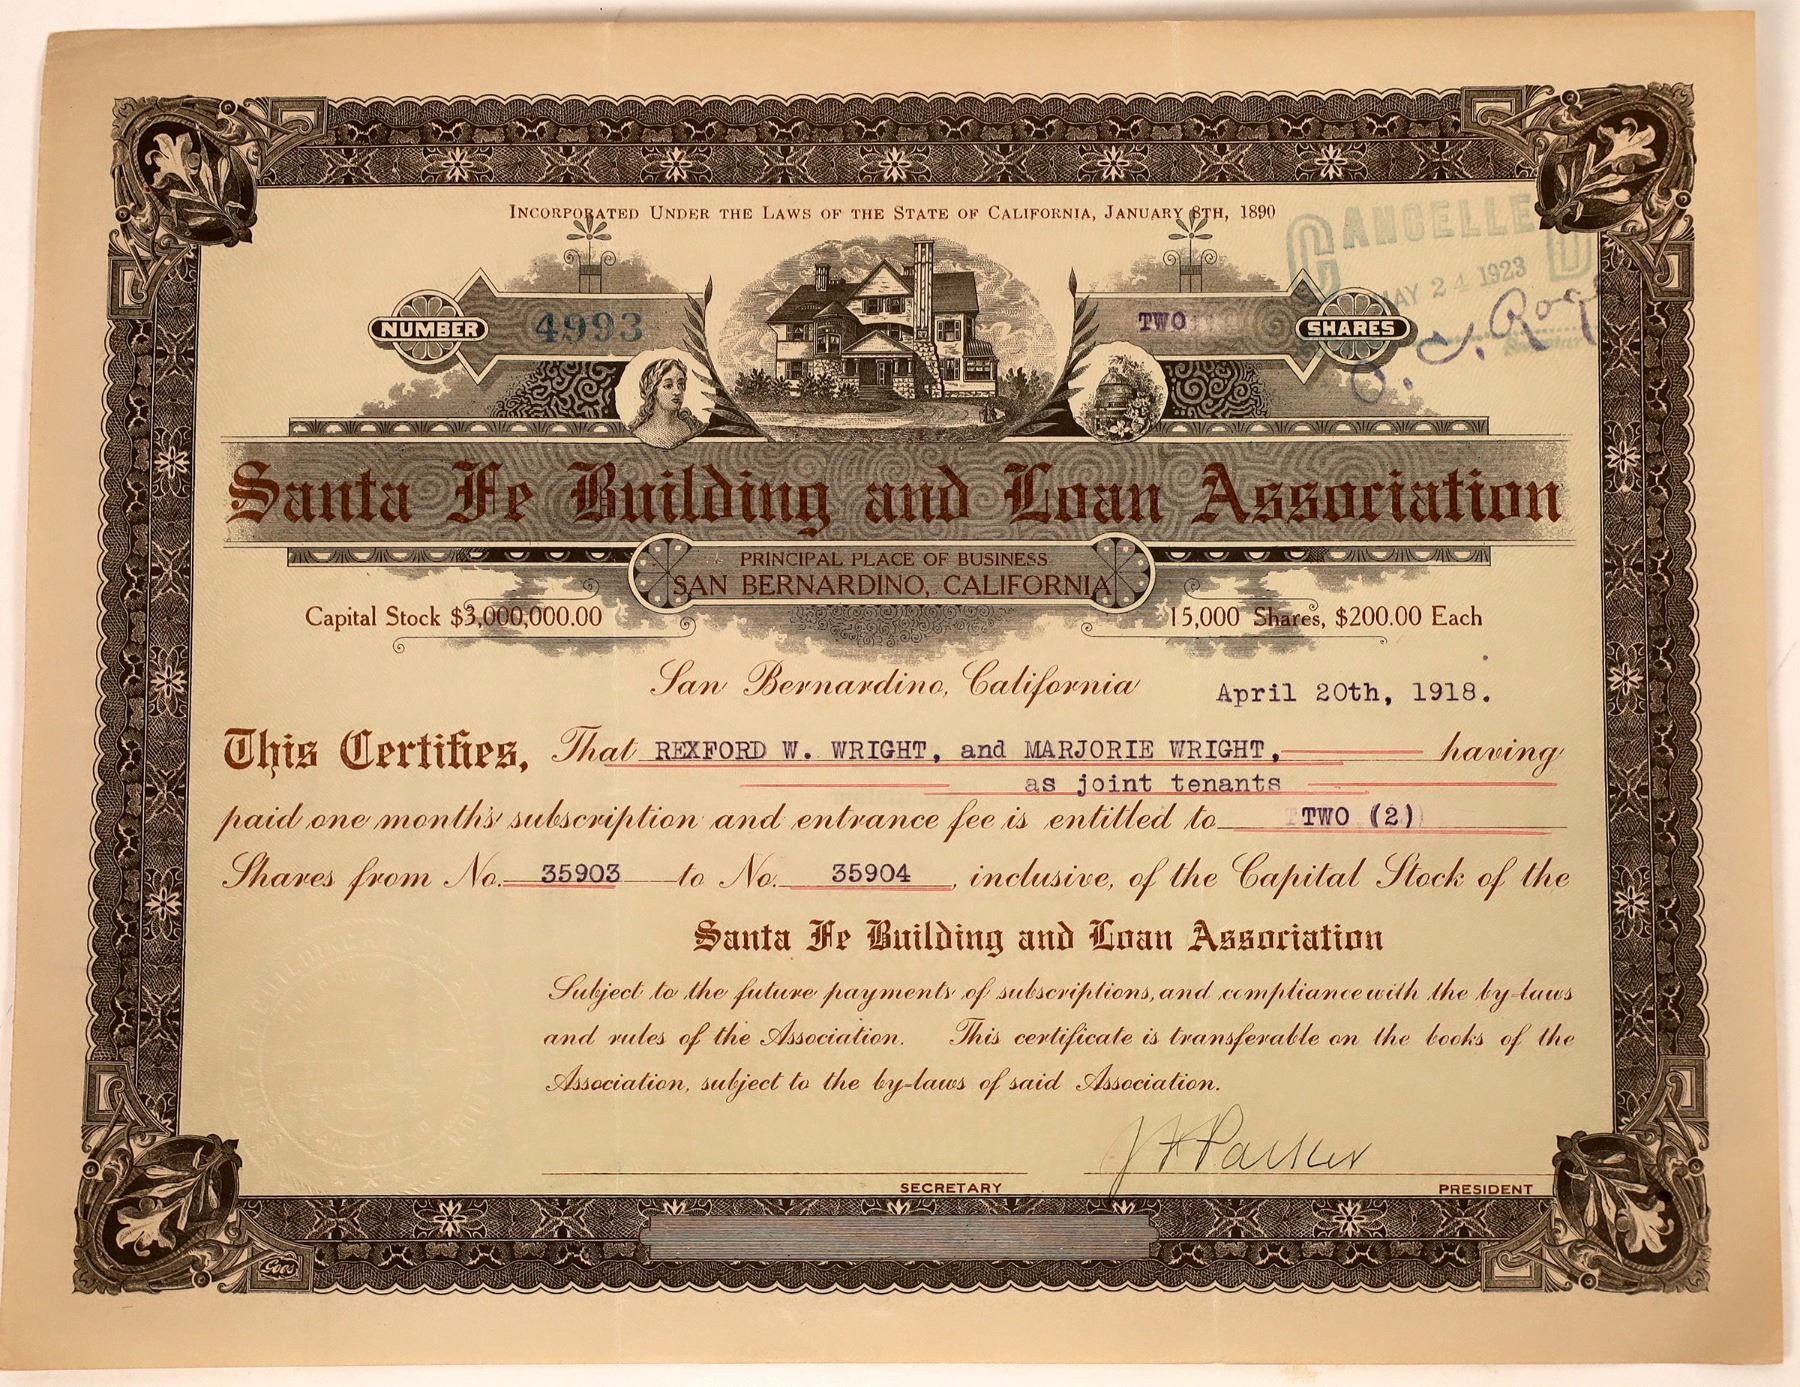 INCORPORATED UNDER THE LAWS OF THE STATE OF CALIFORNIA, JANUARY 8TH, 1890
CANCELLED
MAY 24 1923
NUMBER 4993
TWO SHARES
Santa Fe Building and Loan Association
PRINCIPAL PLACE OF BUSINESS
SAN BERNARDINO, CALIFORNIA
Capital Stock $3,000,000.00
15,000 Shares, $200.00 Each
San Bernardino, California April 20th, 1918.
This Certifies, That REXFORD W. WRIGHT, and MARJORIE WRIGHT, having
as joint tenants
paid one month's subscription and entrance fee is entitled to TWO (2)
Shares from No. 35903 to No. 35904, inclusive, of the Capital Stock of the
Santa Fe Building and Loan Association
Subject to the future payments of subscriptions, and compliance with the by-laws
and rules of the Association. This certificate is transferable on the books of the
Association, subject to the by-laws of said Association.
J F Parker
SECRETARY
PRESIDENT
Goes